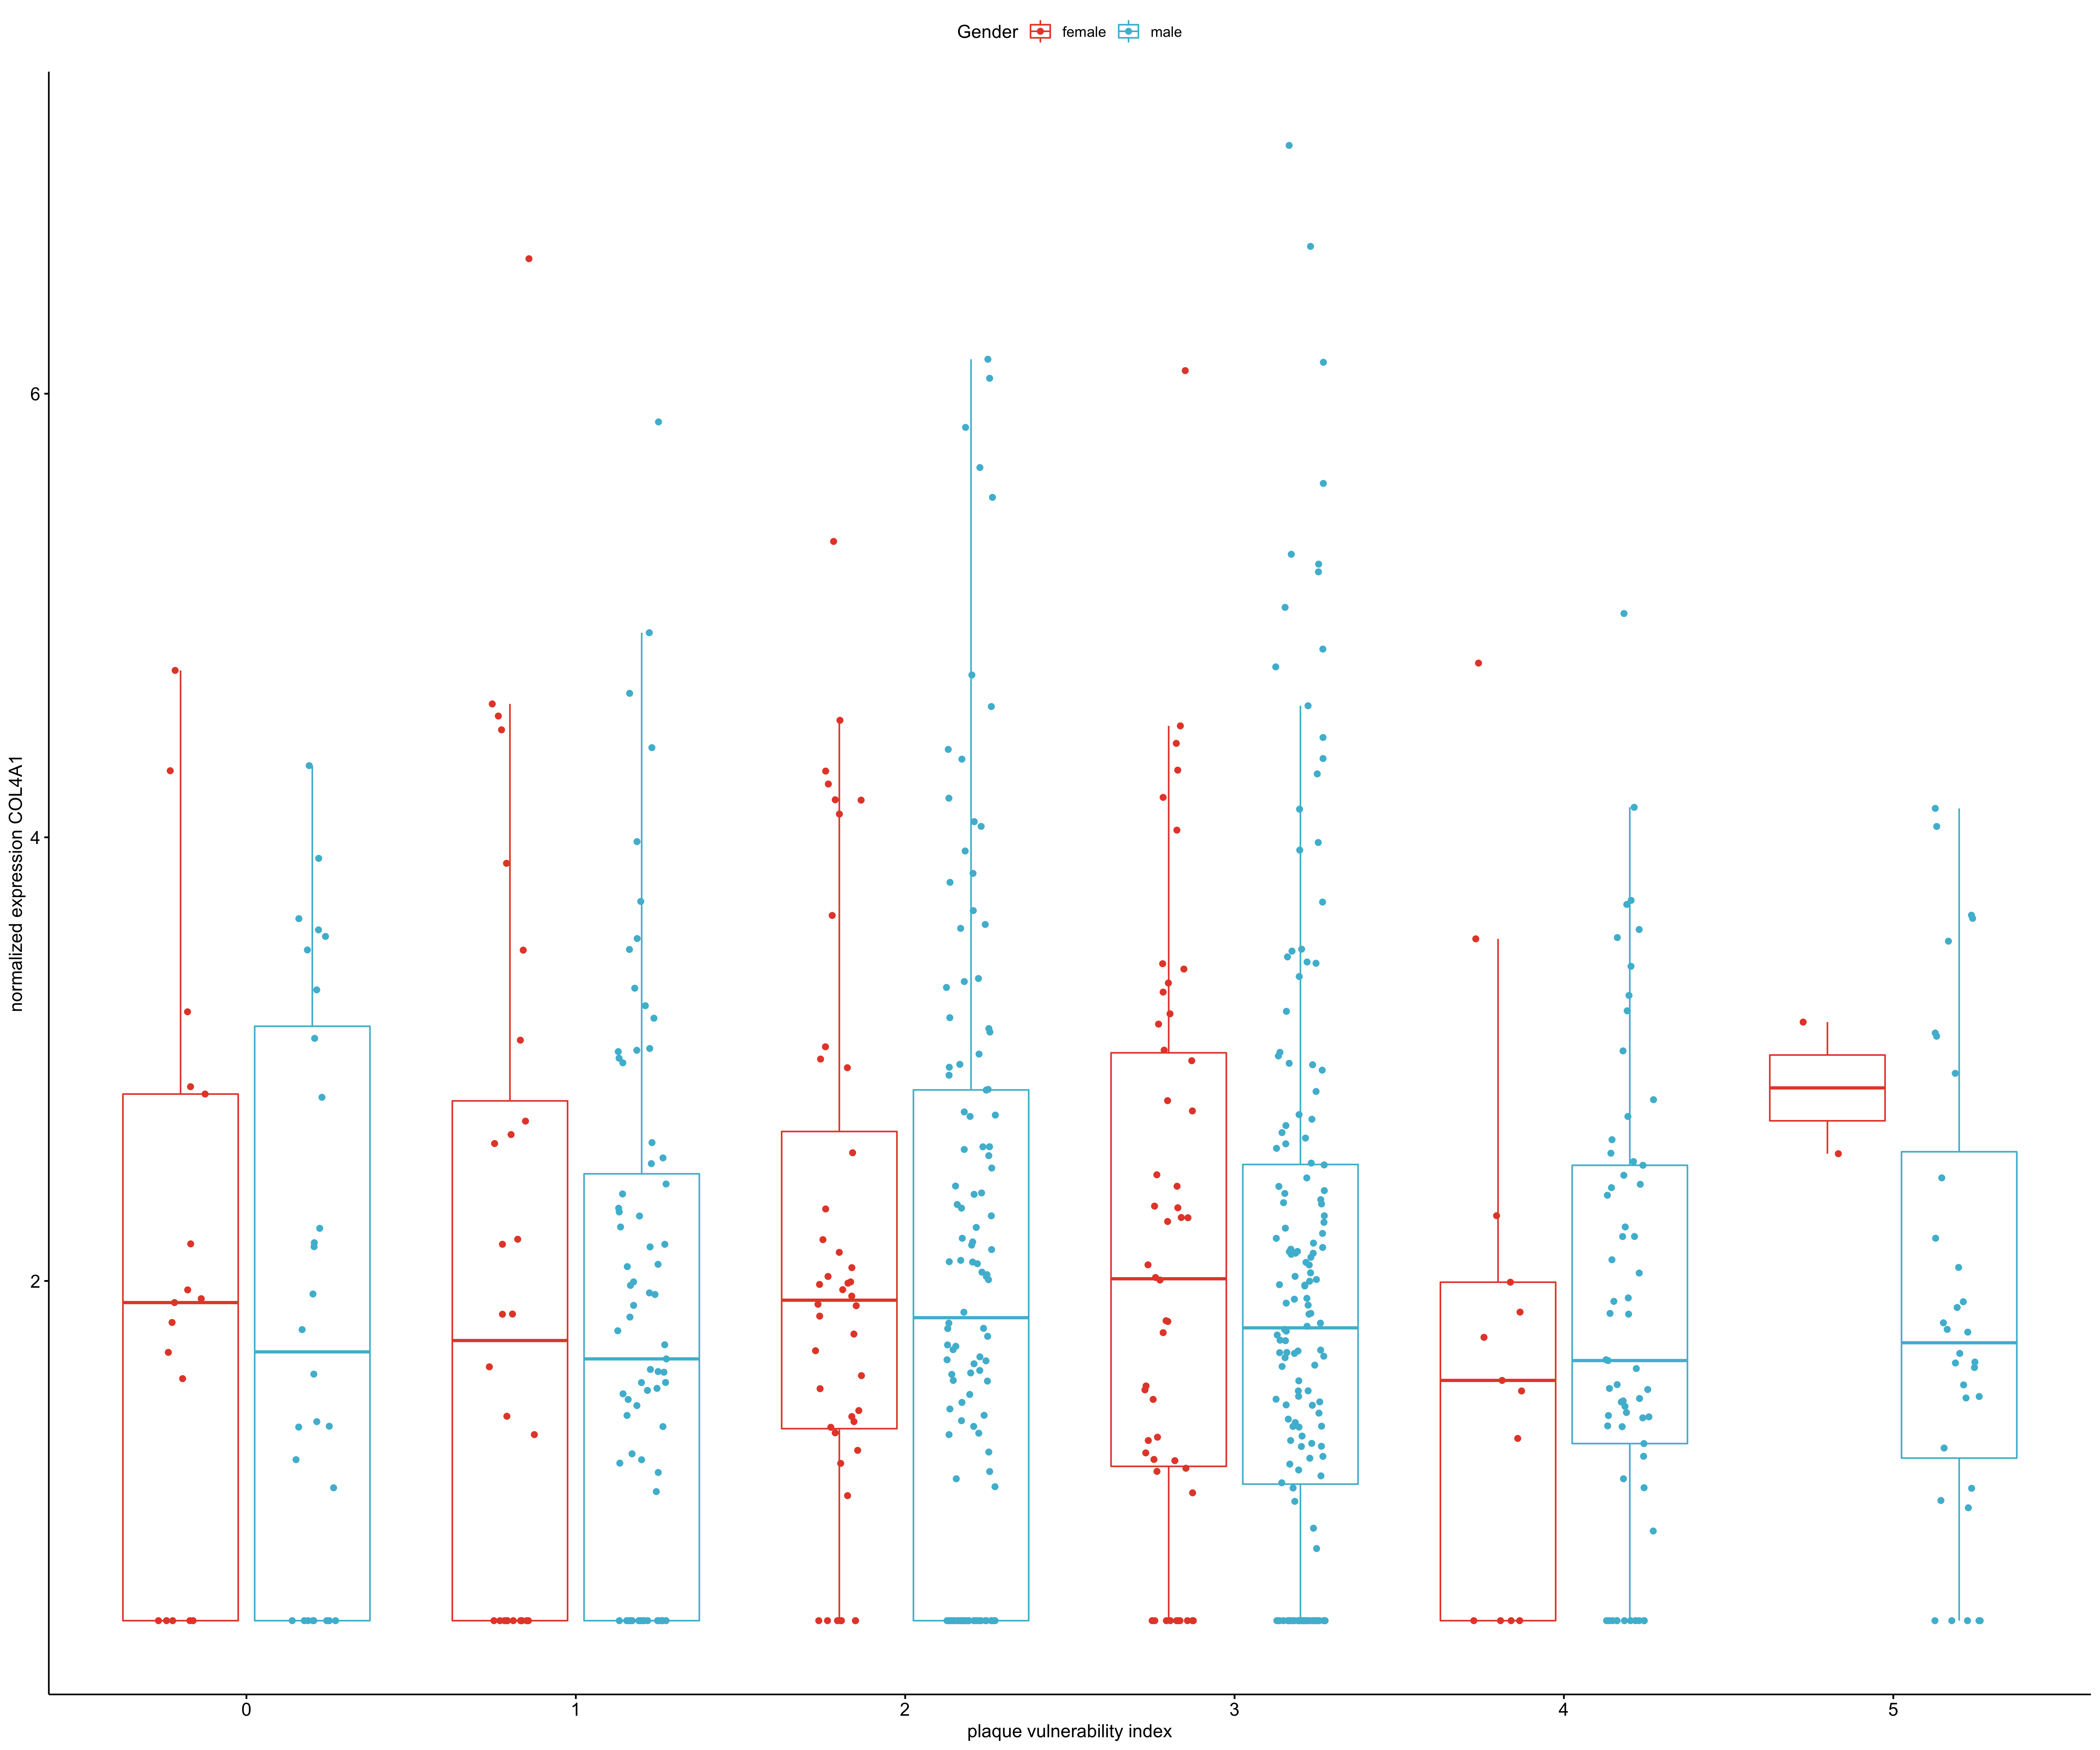 Gender female male
normalized expression COL4A1
6
4
2
0 1 2 3 4 5
plaque vulnerability index